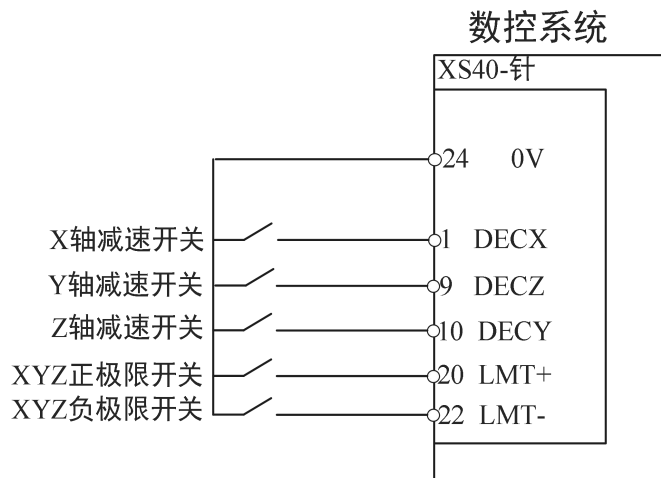 数控系统
XS40-针
24 0V
X轴减速开关 1 DECX
Y轴减速开关 9 DECZ
Z轴减速开关 10 DECY
XYZ正极限开关 20 LMT+
XYZ负极限开关 22 LMT-